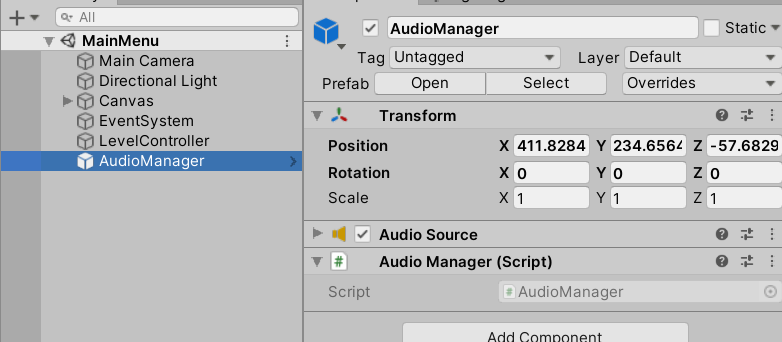 All
MainMenu
Main Camera
Directional Light
Canvas
EventSystem
LevelController
AudioManager
AudioManager Static
Tag Untagged Layer Default
Prefab Open Select Overrides
Transform
Position X 411.8284 Y 234.6564 Z -57.6829
Rotation X 0 Y 0 Z 0
Scale X 1 Y 1 Z 1
Audio Source
# Audio Manager (Script)
Script # AudioManager
Add Component